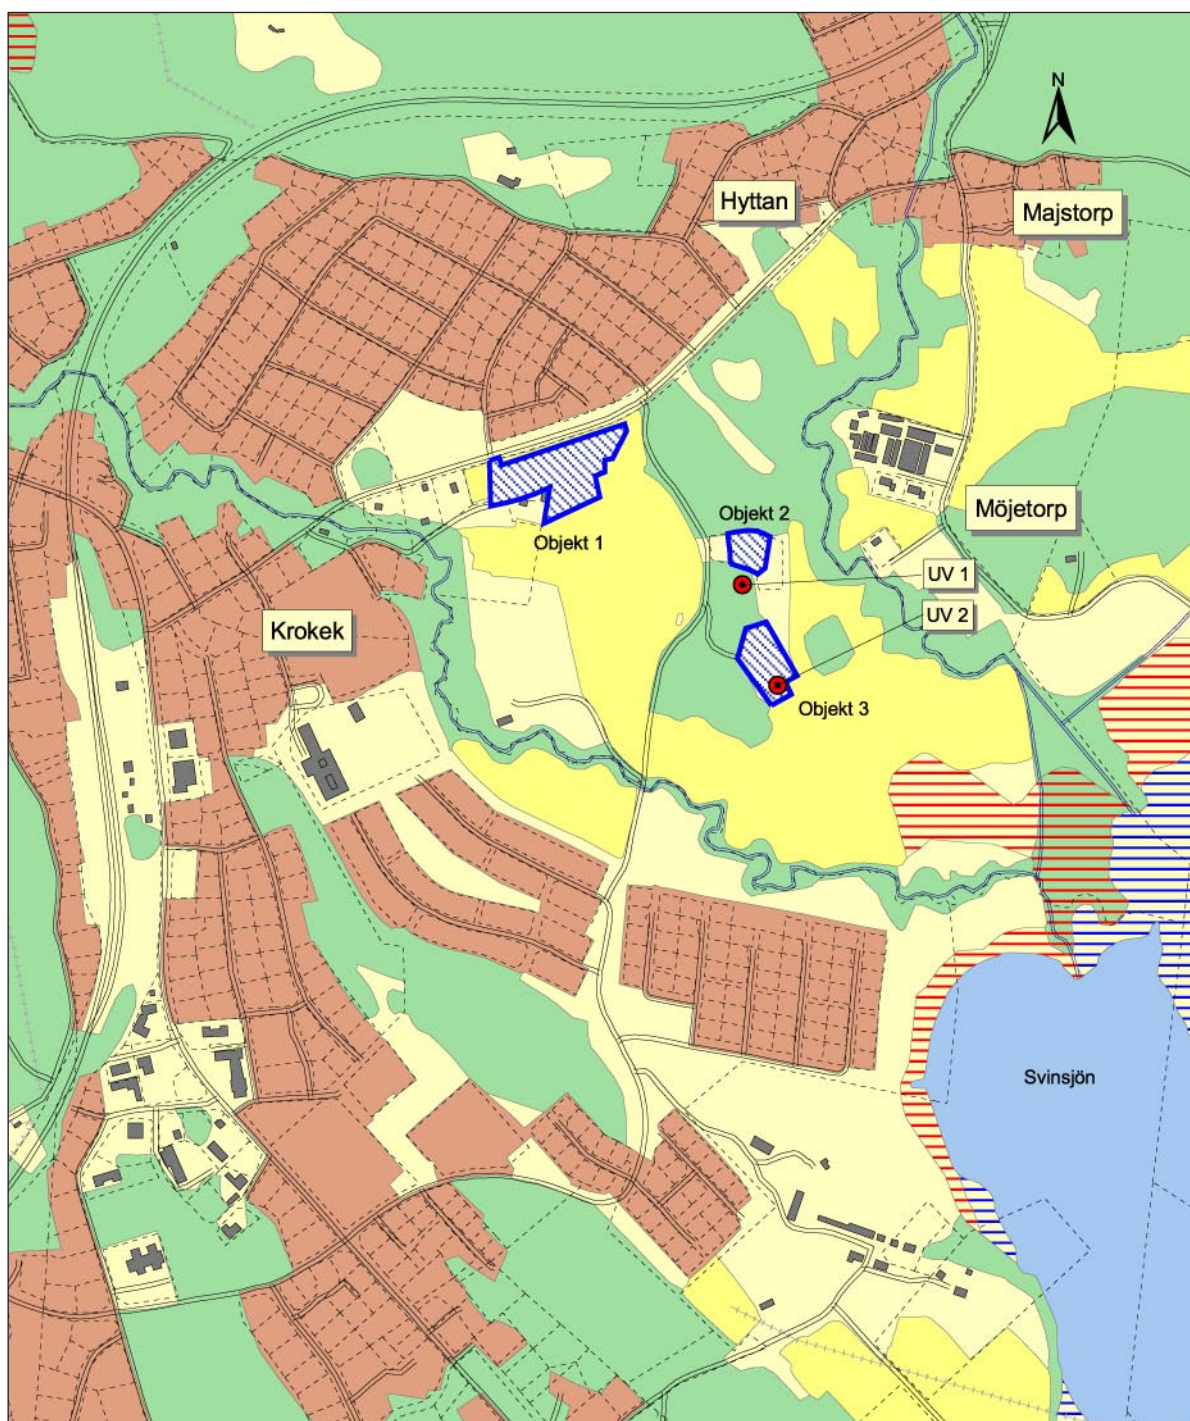 N
Hyttan
Majstorp
Objekt 2
Möjetorp
Objekt 1
UV 1
UV 2
Krokek
Objekt 3
Svinsjön